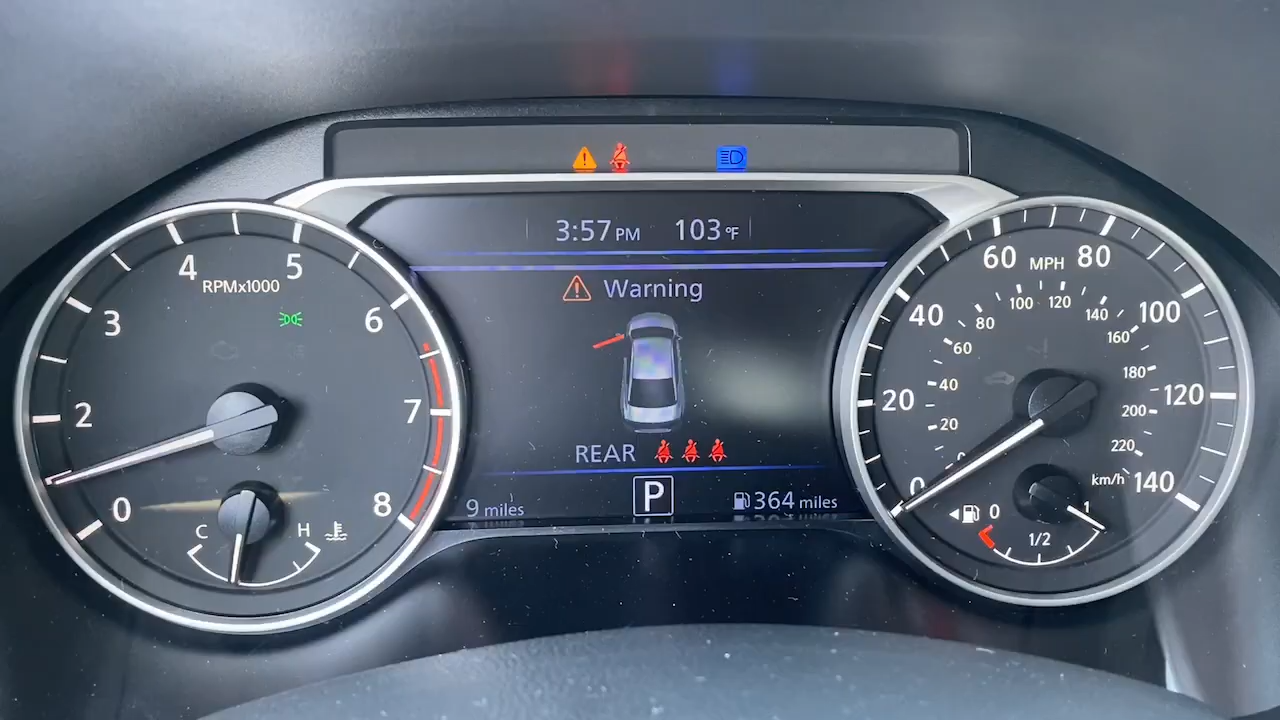 3:57 PM 103 °F
Warning
REAR
9 miles P 364 miles
0 2 3 4 5 6 7 8
RPMx1000
C H
0 20 40 60 80 100 120 140
MPH
0 20 40 60 80 100 120 140 160 180 200 220
km/h
0 1/2 1